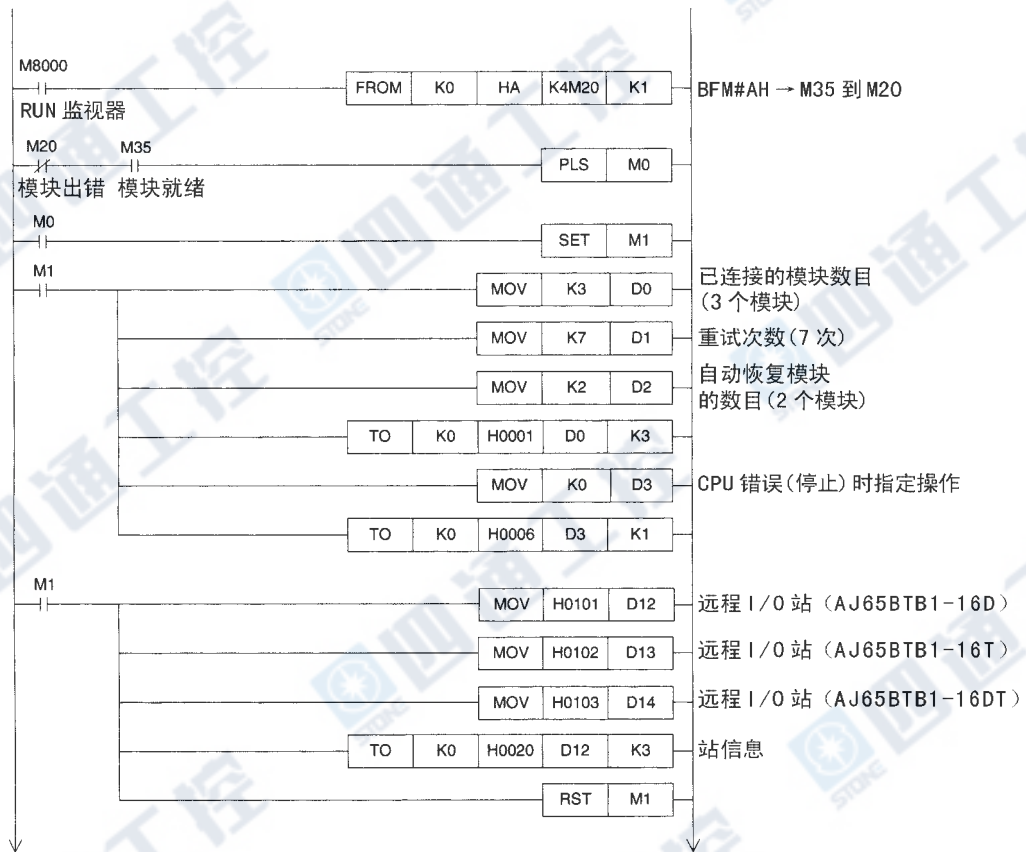 M8000
FROM K0 HA K4M20 K1 BFM#AH → M35 到 M20
RUN 监视器
M20 M35
PLS M0
模块出错 模块就绪
M0
SET M1
M1
MOV K3 D0 已连接的模块数目
(3 个模块)
MOV K7 D1 重试次数(7 次)
MOV K2 D2 自动恢复模块
的数目(2 个模块)
TO K0 H0001 D0 K3
MOV K0 D3 CPU 错误(停止) 时指定操作
TO K0 H0006 D3 K1
M1
MOV H0101 D12 远程 I/O 站 (AJ65BTB1-16D)
MOV H0102 D13 远程 I/O 站 (AJ65BTB1-16T)
MOV H0103 D14 远程 I/O 站 (AJ65BTB1-16DT)
TO K0 H0020 D12 K3 站信息
RST M1
四通工控
STONE